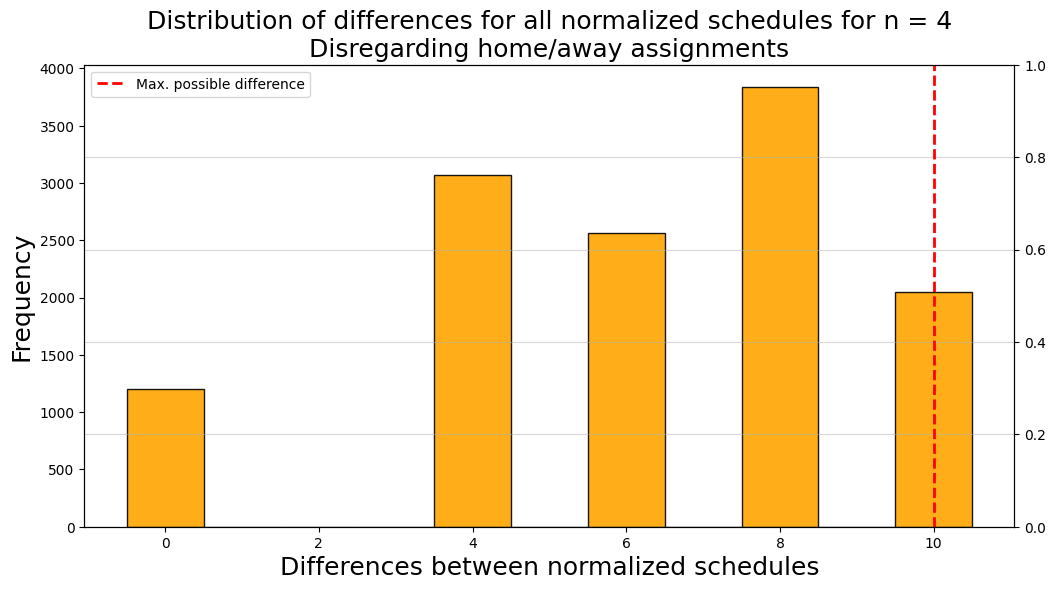 Distribution of differences for all normalized schedules for n = 4
Disregarding home/away assignments
Max. possible difference
Frequency
4000
3500
3000
2500
2000
1500
1000
500
0
1.0
0.8
0.6
0.4
0.2
0.0
0 2 4 6 8 10
Differences between normalized schedules